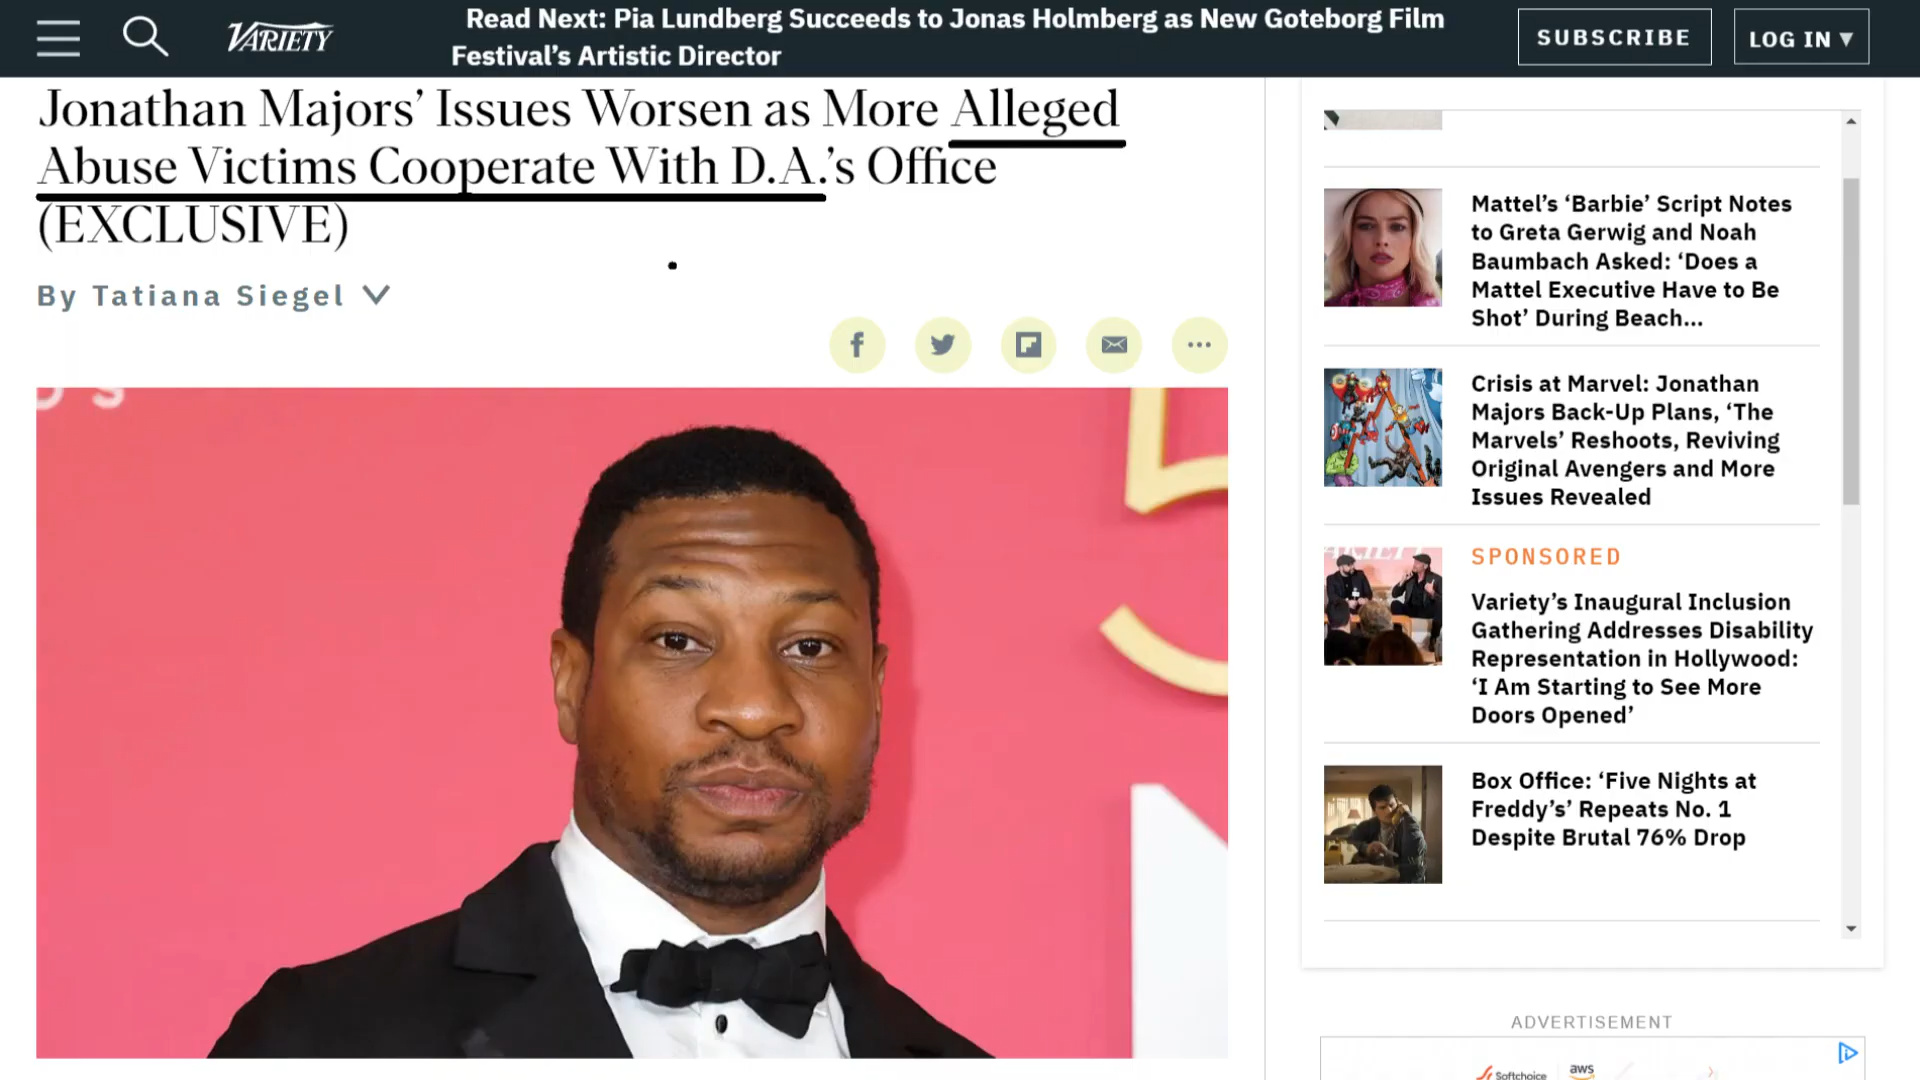 VARIETY
Read Next: Pia Lundberg Succeeds to Jonas Holmberg as New Goteborg Film
Festival's Artistic Director
SUBSCRIBE
LOG IN ▼
Jonathan Majors' Issues Worsen as More Alleged
Abuse Victims Cooperate With D.A.'s Office
(EXCLUSIVE)
By Tatiana Siegel
Mattel's 'Barbie' Script Notes
to Greta Gerwig and Noah
Baumbach Asked: 'Does a
Mattel Executive Have to Be
Shot' During Beach...
Crisis at Marvel: Jonathan
Majors Back-Up Plans, 'The
Marvels' Reshoots, Reviving
Original Avengers and More
Issues Revealed
SPONSORED
Variety's Inaugural Inclusion
Gathering Addresses Disability
Representation in Hollywood:
'I Am Starting to See More
Doors Opened'
Box Office: 'Five Nights at
Freddy's' Repeats No. 1
Despite Brutal 76% Drop
ADVERTISEMENT
Softchoice
aws